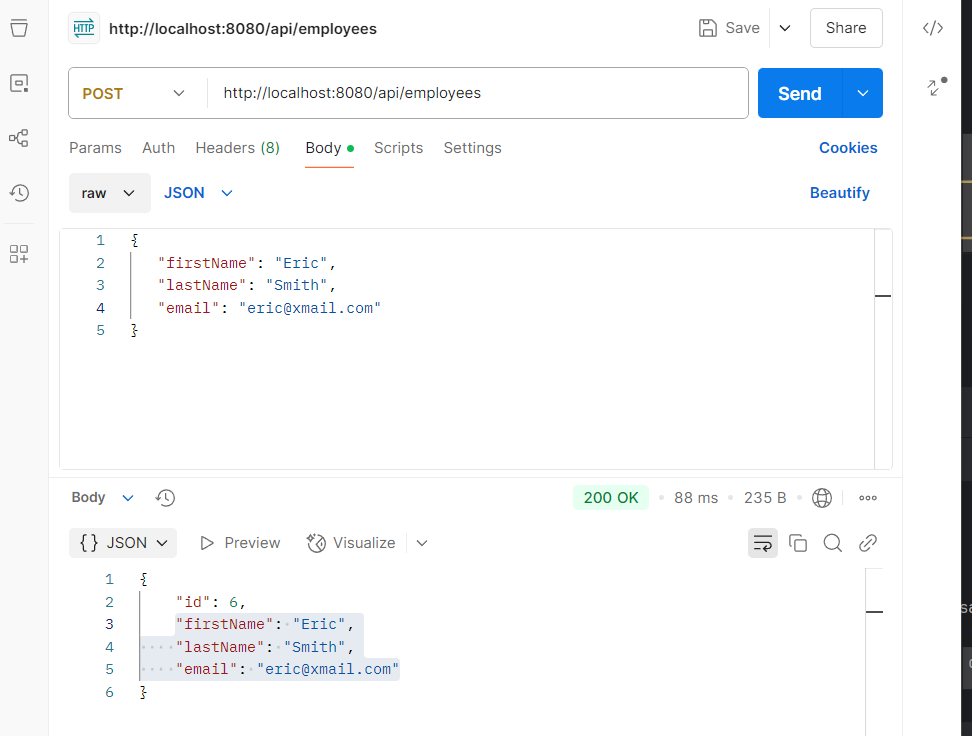 HTTP http://localhost:8080/api/employees Save Share
POST http://localhost:8080/api/employees Send
Params Auth Headers (8) Body Scripts Settings Cookies
raw JSON Beautify
1 {
2 "firstName": "Eric",
3 "lastName": "Smith",
4 "email": "eric@xmail.com"
5 }
Body 200 OK 88 ms 235 B
{} JSON Preview Visualize
1 {
2 "id": 6,
3 "firstName": "Eric",
4 "lastName": "Smith",
5 "email": "eric@xmail.com"
6 }